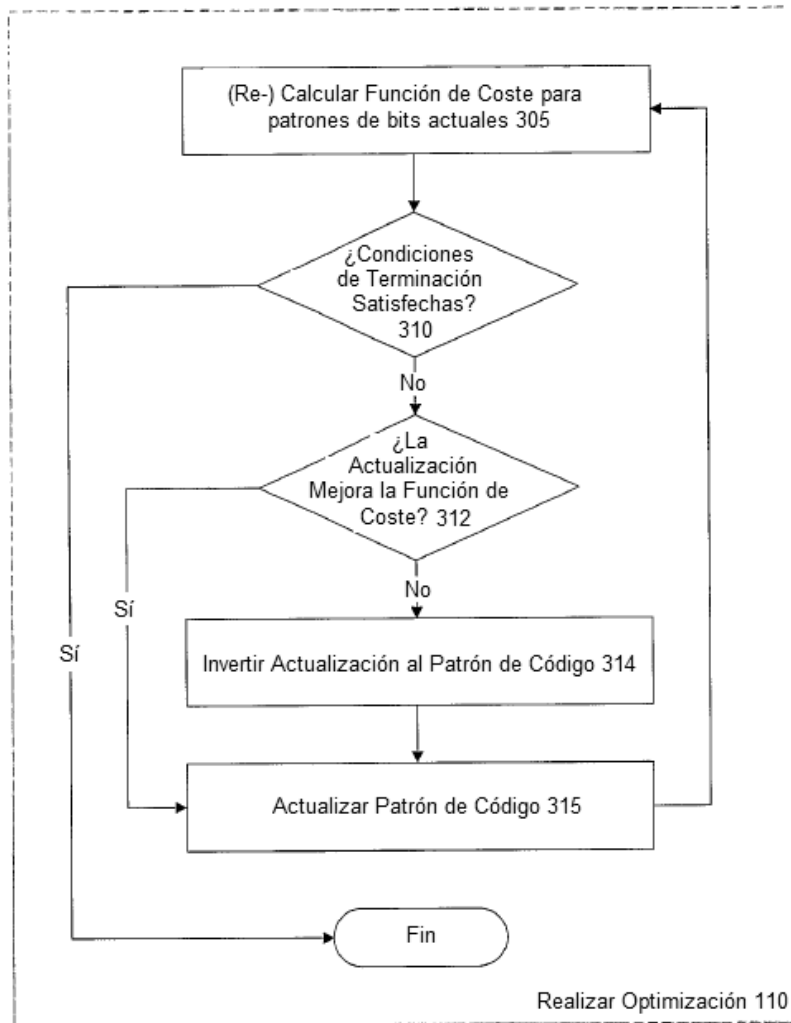 (Re-) Calcular Función de Coste para
patrones de bits actuales 305
¿Condiciones
de Terminación
Satisfechas?
310
No
¿La
Actualización
Mejora la Función de
Coste? 312
No
Sí
Sí
Invertir Actualización al Patrón de Código 314
Actualizar Patrón de Código 315
Fin
Realizar Optimización 110